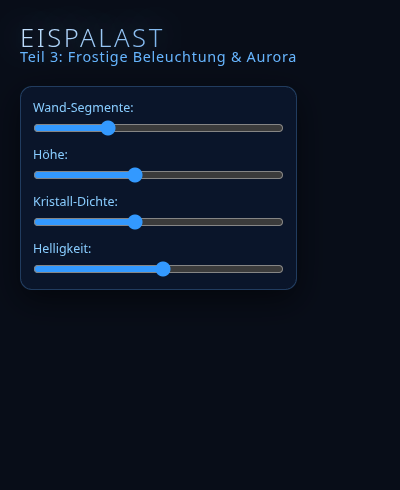 EISPALAST
Teil 3: Frostige Beleuchtung & Aurora
Wand-Segmente:
Höhe:
Kristall-Dichte:
Helligkeit: